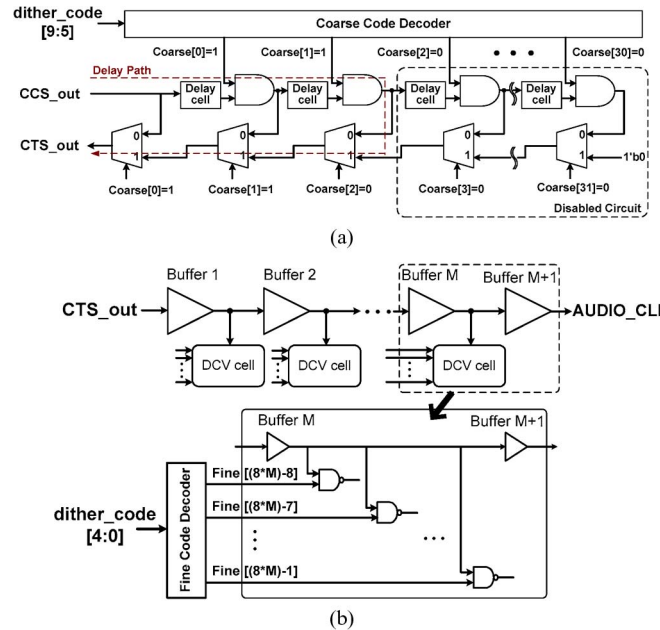 dither_code
[9:5]
Coarse Code Decoder
Coarse[0]=1
Coarse[1]=1
Coarse[2]=0
Coarse[30]=0
Delay Path
CCS_out
Delay cell
Delay cell
Delay cell
Delay cell
0
0
0
0
0
CTS_out
1
1
1
1
1
1'b0
Coarse[0]=1
Coarse[1]=1
Coarse[2]=0
Coarse[3]=0
Coarse[31]=0
Disabled Circuit
(a)
Buffer 1
Buffer 2
Buffer M
Buffer M+1
CTS_out
AUDIO_CLI
DCV cell
DCV cell
DCV cell
Buffer M
Buffer M+1
Fine Code Decoder
Fine [(8*M)-8]
Fine [(8*M)-7]
dither_code
[4:0]
Fine [(8*M)-1]
(b)